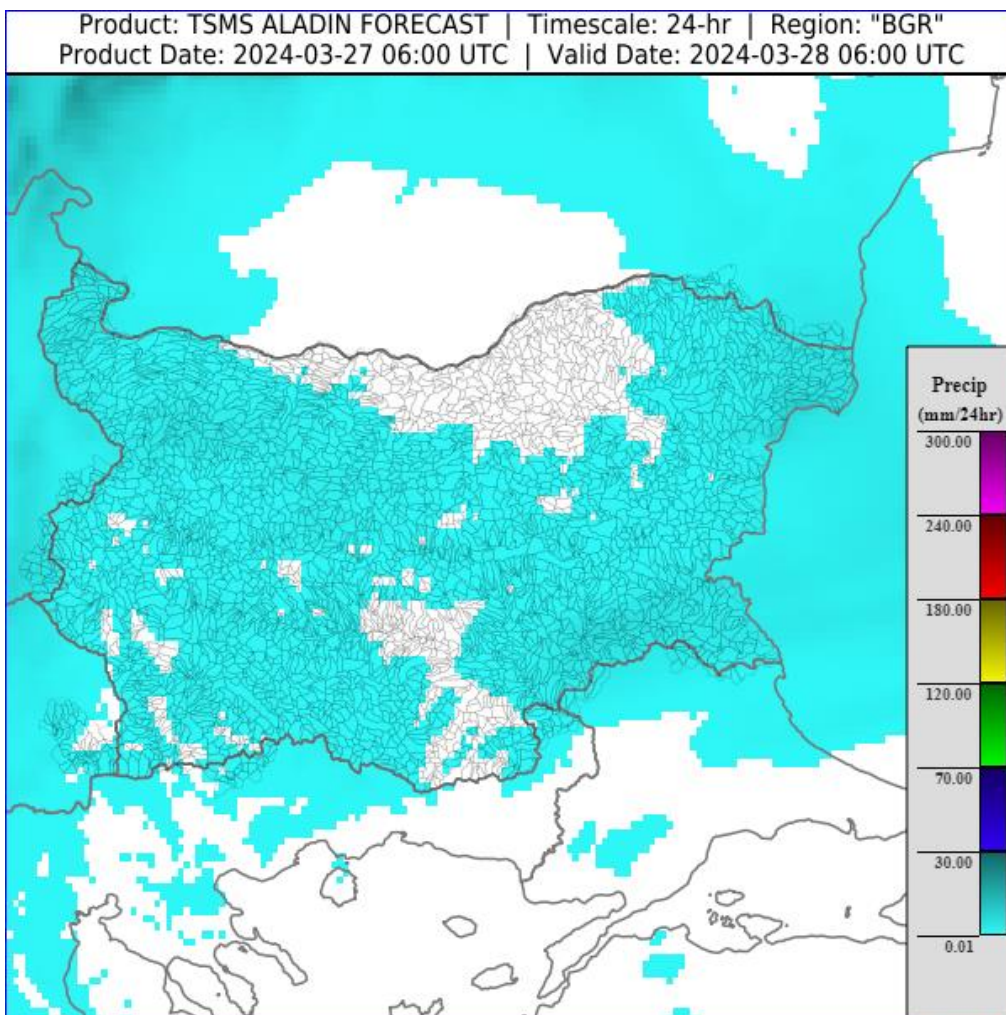 Product: TSMS ALADIN FORECAST | Timescale: 24-hr | Region: "BGR"
Product Date: 2024-03-27 06:00 UTC | Valid Date: 2024-03-28 06:00 UTC
Precip
(mm/24hr)
300.00
240.00
180.00
120.00
70.00
30.00
0.01